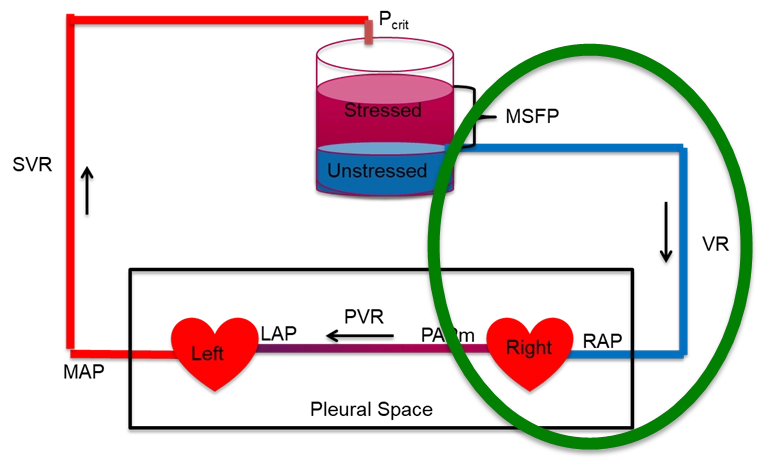 Pcrit
Stressed
MSFP
Unstressed
SVR
VR
PVR
LAP
PAPm
RAP
Left
Right
MAP
Pleural Space